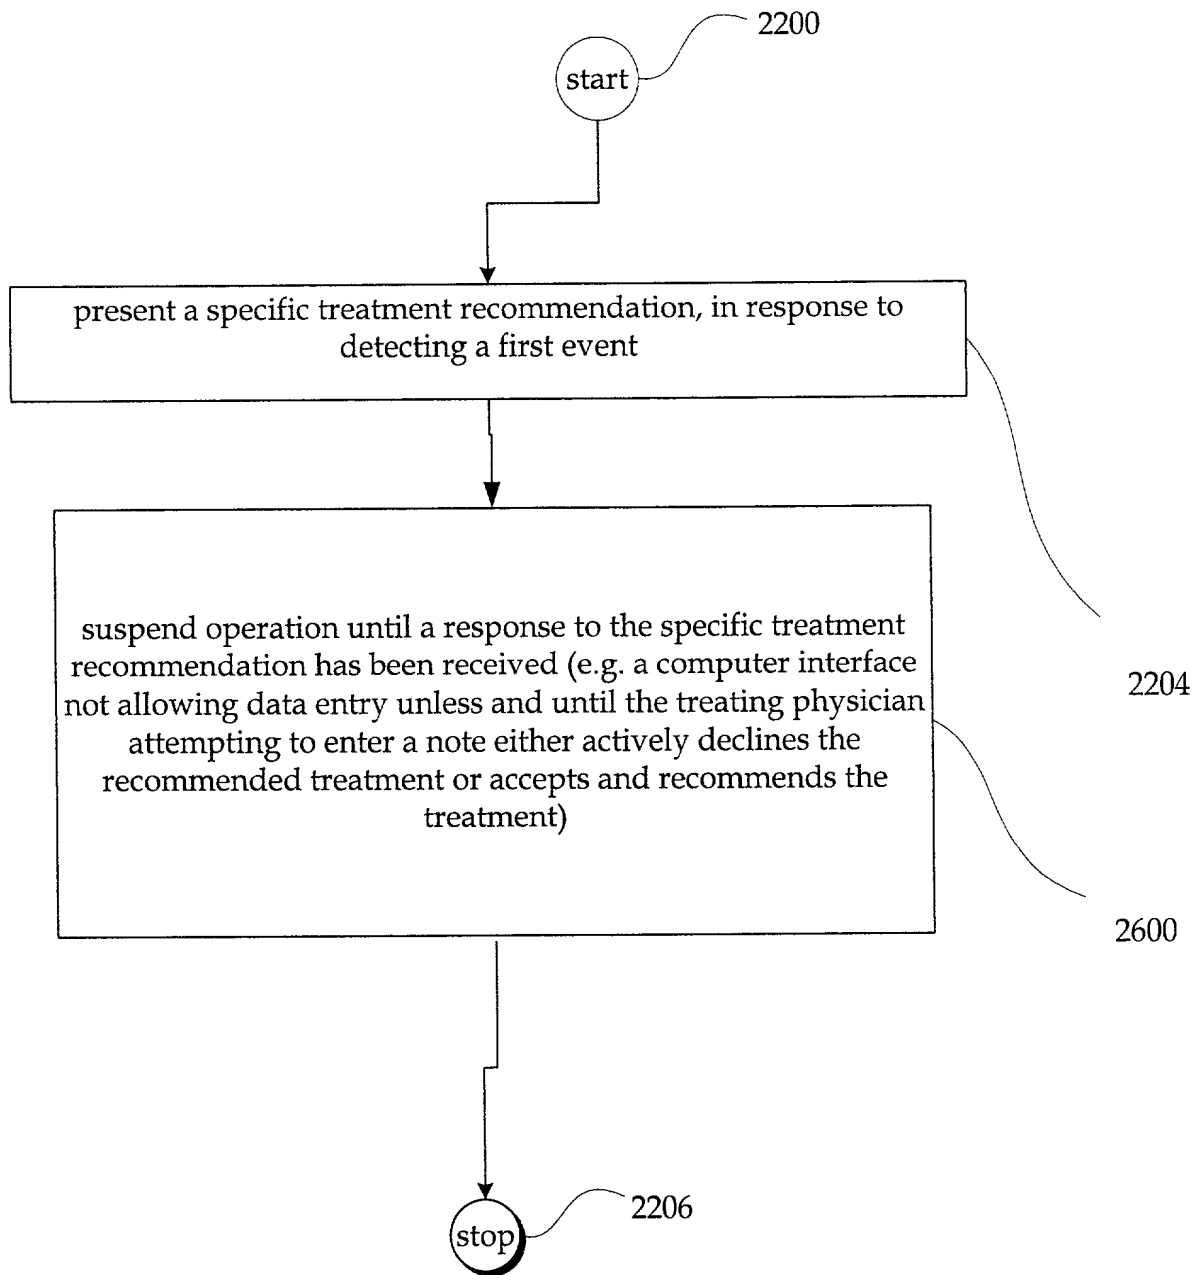 2200
start
present a specific treatment recommendation, in response to
detecting a first event
suspend operation until a response to the specific treatment
recommendation has been received (e.g. a computer interface
not allowing data entry unless and until the treating physician
attempting to enter a note either actively declines the
recommended treatment or accepts and recommends the
treatment)
2204
2600
2206
stop